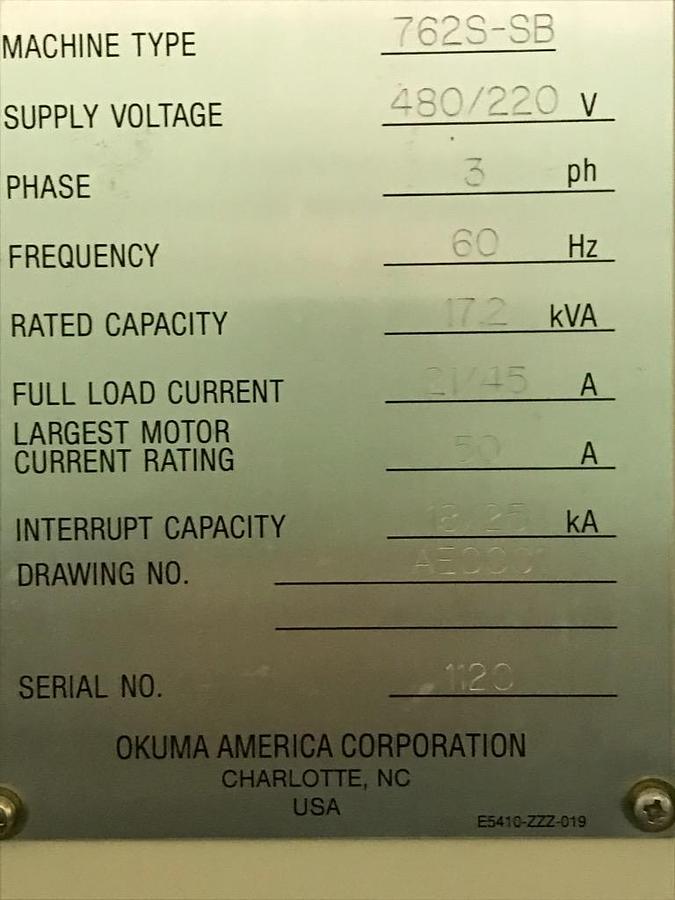 MACHINE TYPE 762S-SB
SUPPLY VOLTAGE 480/220 V
PHASE 3 ph
FREQUENCY 60 Hz
RATED CAPACITY 17.2 kVA
FULL LOAD CURRENT 21/45 A
LARGEST MOTOR
CURRENT RATING 50 A
INTERRUPT CAPACITY 18/25 kA
DRAWING NO. AE0001
SERIAL NO. 1120
OKUMA AMERICA CORPORATION
CHARLOTTE, NC
USA
E5410-ZZZ-019